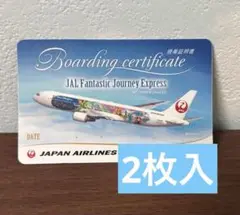 搭乗証明書
Boarding certificate
JAL Fantastic Journey Express
DATE
JAPAN AIRLINES
2枚入